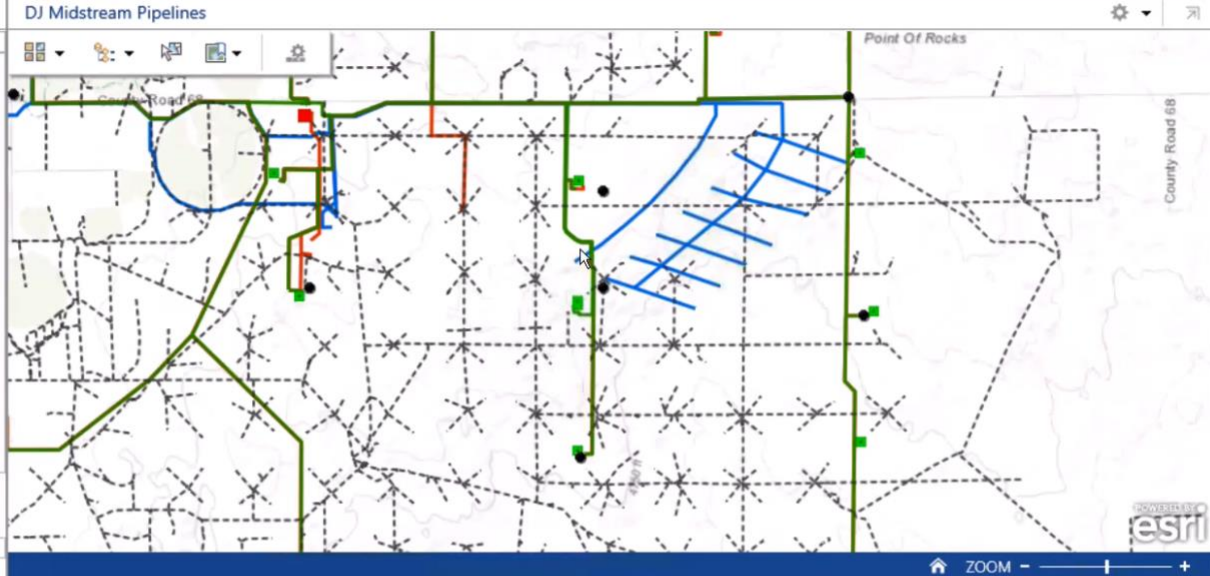 DJ Midstream Pipelines
Point Of Rocks
County Road 68
County Road 68
POWERED BY
esri
ZOOM